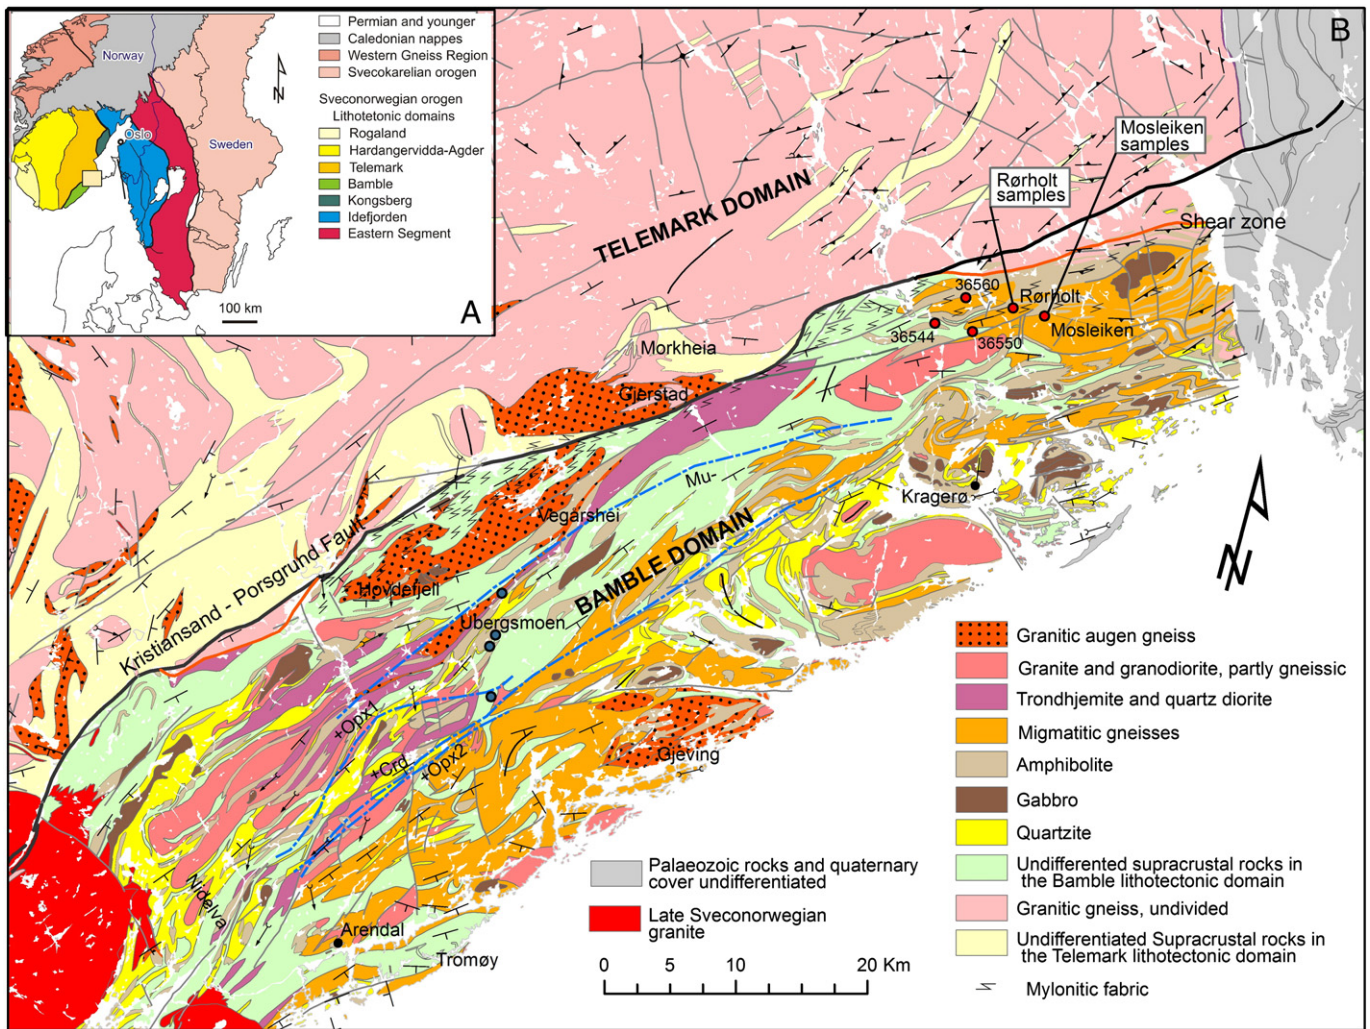 Permian and younger
Caledonian nappes
Western Gneiss Region
Svecokarelian orogen
Sveconorwegian orogen
Lithotetonic domains
Rogaland
Hardangervidda-Agder
Telemark
Bamble
Kongsberg
Idefjorden
Eastern Segment
100 km
A
Norway
Oslo
Sweden
N
B
Mosleiken
samples
Rørholt
samples
TELEMARK DOMAIN
Shear zone
36560
Rørholt
Mosleiken
36544
36550
Morkheia
Gjerstad
Mu-
Kragerø
Vegårshei
BAMBLE DOMAIN
Hovdefjell
Ubergsmoen
Kristiansand - Porsgrund Fault
+Opx1
+Crd
+Opx2
Gjeving
Nidelva
Arendal
Tromøy
N
Granitic augen gneiss
Granite and granodiorite, partly gneissic
Trondhjemite and quartz diorite
Migmatitic gneisses
Amphibolite
Gabbro
Quartzite
Undifferented supracrustal rocks in
the Bamble lithotectonic domain
Granitic gneiss, undivided
Undifferentiated Supracrustal rocks in
the Telemark lithotectonic domain
Mylonitic fabric
Palaeozoic rocks and quaternary
cover undifferentiated
Late Sveconorwegian
granite
0 5 10 20 Km